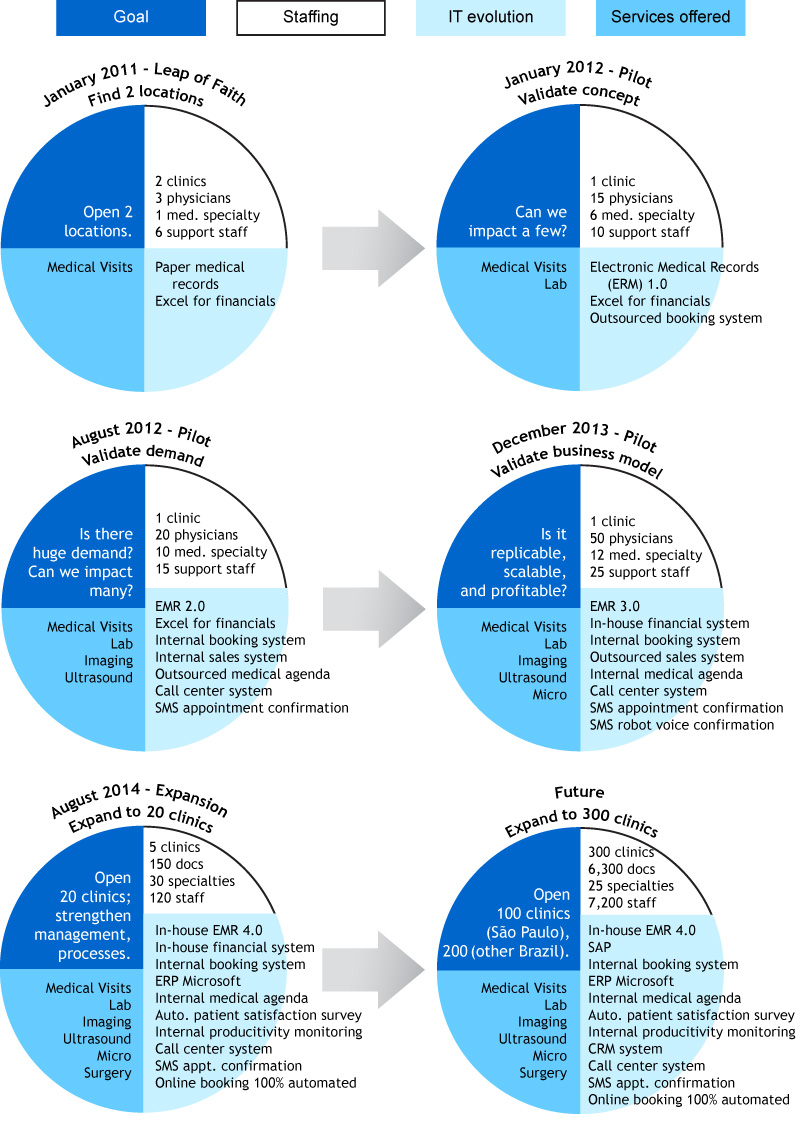 Goal
Staffing
IT evolution
Services offered
January 2011 - Leap of Faith
Find 2 locations
Open 2
locations.
2 clinics
3 physicians
1 med. specialty
6 support staff
Medical Visits
Paper medical
records
Excel for financials
January 2012 - Pilot
Validate concept
Can we
impact a few?
1 clinic
15 physicians
6 med. specialty
10 support staff
Medical Visits
Lab
Electronic Medical Records
(ERM) 1.0
Excel for financials
Outsourced booking system
August 2012 - Pilot
Validate demand
Is there
huge demand?
Can we impact
many?
1 clinic
20 physicians
10 med. specialty
15 support staff
Medical Visits
Lab
Imaging
Ultrasound
EMR 2.0
Excel for financials
Internal booking system
Internal sales system
Outsourced medical agenda
Call center system
SMS appointment confirmation
December 2013 - Pilot
Validate business model
Is it
replicable,
scalable,
and profitable?
1 clinic
50 physicians
12 med. specialty
25 support staff
Medical Visits
Lab
Imaging
Ultrasound
Micro
EMR 3.0
In-house financial system
Internal booking system
Outsourced sales system
Internal medical agenda
Call center system
SMS appointment confirmation
SMS robot voice confirmation
August 2014 - Expansion
Expand to 20 clinics
Open
20 clinics;
strengthen
management,
processes.
5 clinics
150 docs
30 specialties
120 staff
Medical Visits
Lab
Imaging
Ultrasound
Micro
Surgery
In-house EMR 4.0
In-house financial system
Internal booking system
ERP Microsoft
Internal medical agenda
Auto. patient satisfaction survey
Internal producitivity monitoring
Call center system
SMS appt. confirmation
Online booking 100% automated
Future
Expand to 300 clinics
Open
100 clinics
(São Paulo),
200 (other Brazil).
300 clinics
6,300 docs
25 specialties
7,200 staff
Medical Visits
Lab
Imaging
Ultrasound
Micro
Surgery
In-house EMR 4.0
SAP
Internal booking system
ERP Microsoft
Internal medical agenda
Auto. patient satisfaction survey
Internal producitivity monitoring
CRM system
Call center system
SMS appt. confirmation
Online booking 100% automated